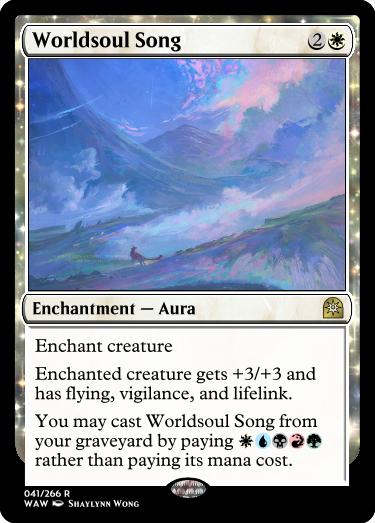 Worldsoul Song 2
Enchantment — Aura
Enchant creature
Enchanted creature gets +3/+3 and
has flying, vigilance, and lifelink.
You may cast Worldsoul Song from
your graveyard by paying
rather than paying its mana cost.
041/266 R
WAW Shaylynn Wong